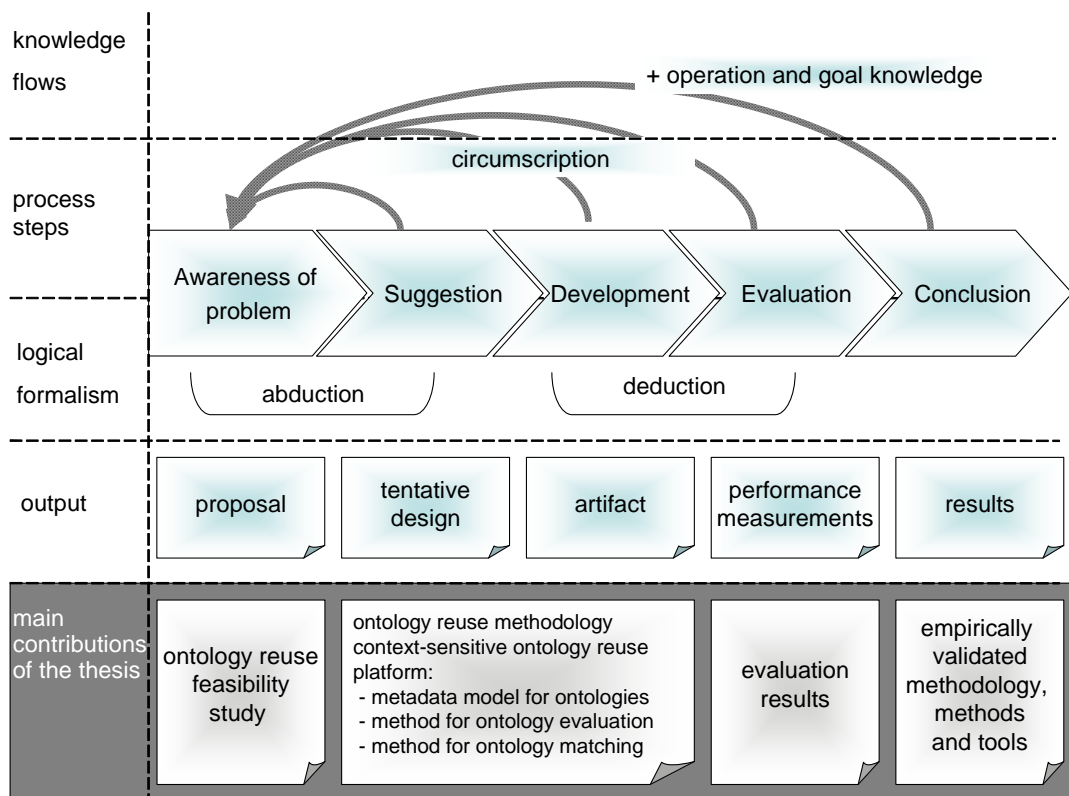 knowledge
flows
+ operation and goal knowledge
circumscription
process
steps
Awareness of
problem
Suggestion
Development
Evaluation
Conclusion
logical
formalism
abduction
deduction
output
proposal
tentative
design
artifact
performance
measurements
results
main
contributions
of the thesis
ontology reuse
feasibility
study
ontology reuse methodology
context-sensitive ontology reuse
platform:
- metadata model for ontologies
- method for ontology evaluation
- method for ontology matching
evaluation
results
empirically
validated
methodology,
methods
and tools